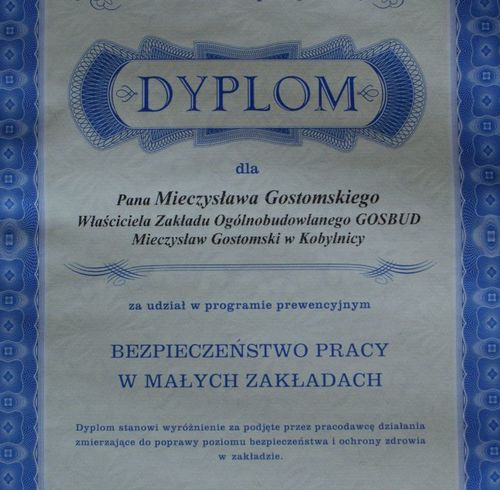 DYPLOM
dla
Pana Mieczysława Gostomskiego
Właściciela Zakładu Ogólnobudowlanego GOSBUD
Mieczysław Gostomski w Kobylnicy
za udział w programie prewencyjnym
BEZPIECZEŃSTWO PRACY
W MAŁYCH ZAKŁADACH
Dyplom stanowi wyróżnienie za podjęte przez pracodawcę działania
zmierzające do poprawy poziomu bezpieczeństwa i ochrony zdrowia
w zakładzie.